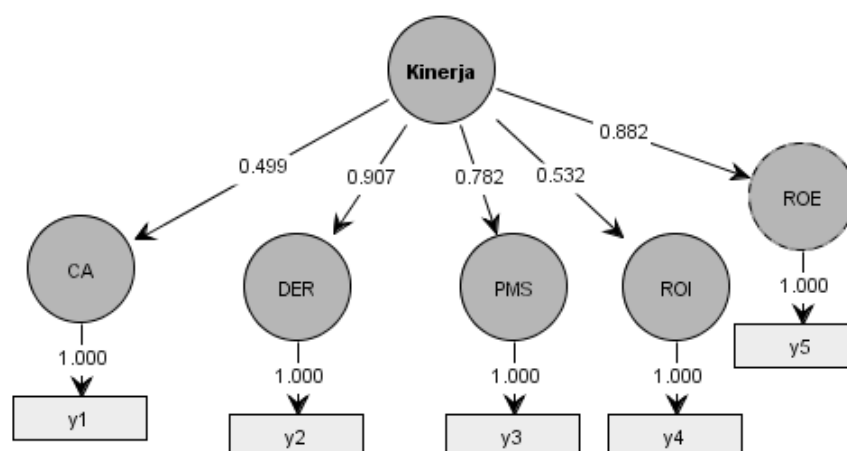 Kinerja
0.499
0.907
0.782
0.532
0.882
CA
DER
PMS
ROI
ROE
1.000
1.000
1.000
1.000
1.000
y1
y2
y3
y4
y5